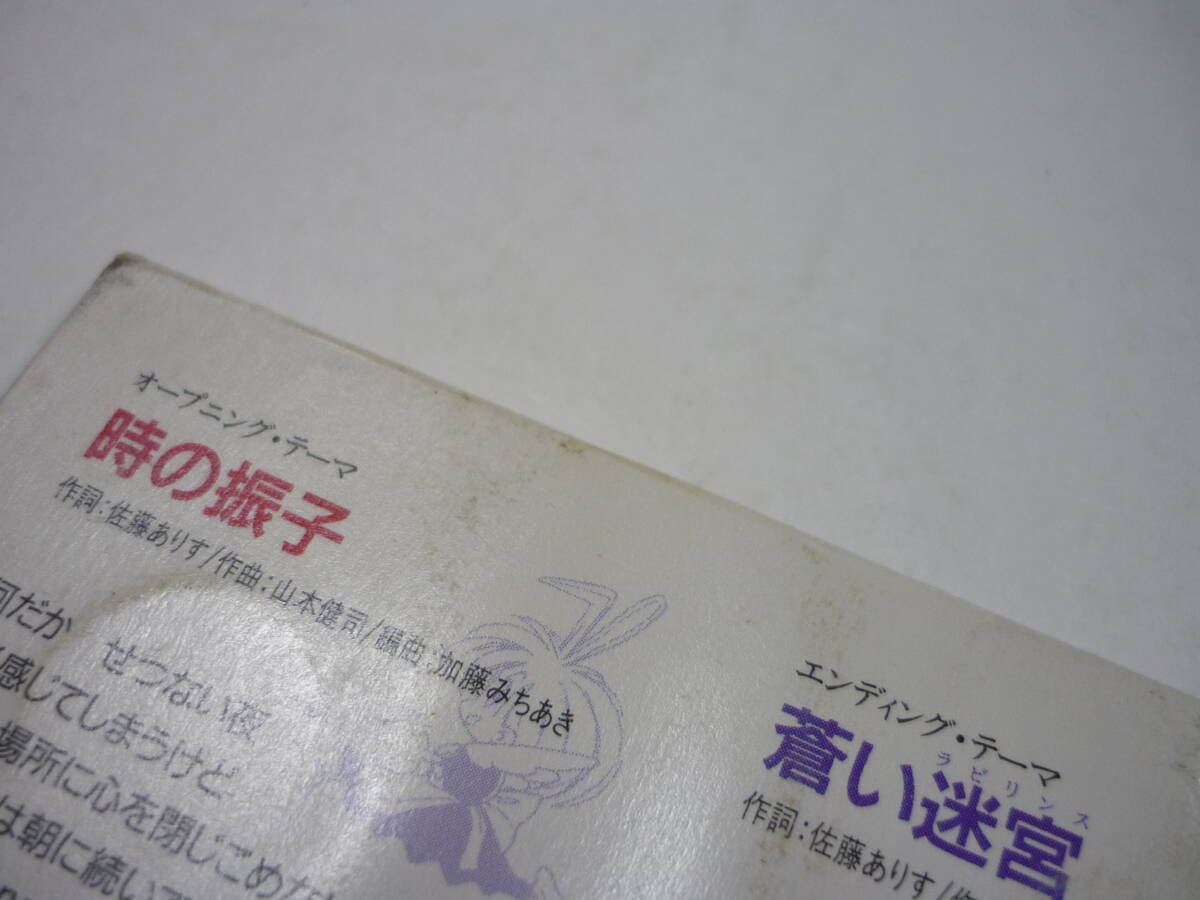 オープニング・テーマ
時の振子
作詞:佐藤ありす/作曲:山本健司/編曲:加藤みちあき
何だか せつない夜
感じてしまうけど
場所に心を閉じこめた
は朝に続いて
エンディング・テーマ
蒼い迷宮
ラビリンス
作詞:佐藤ありす/